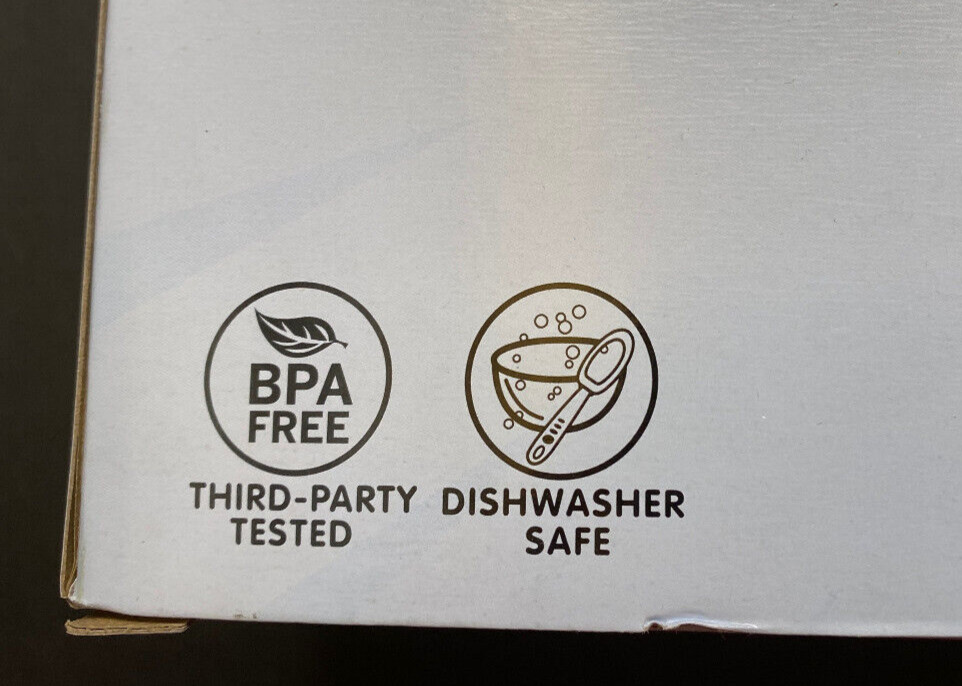 BPA
FREE
THIRD-PARTY
TESTED
DISHWASHER
SAFE